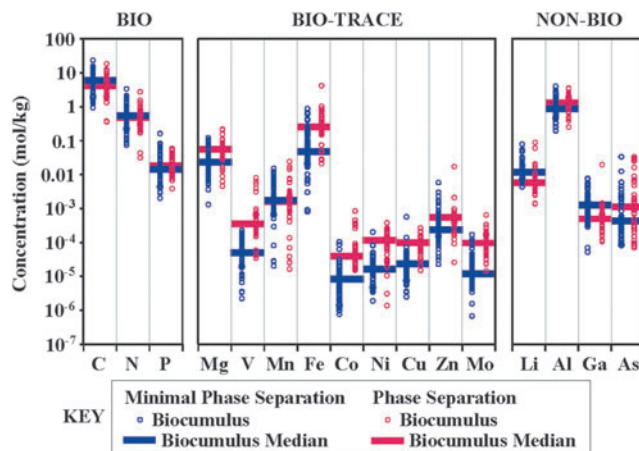 BIO BIO-TRACE NON-BIO
Concentration (mol/kg)
100
10
1
0.1
0.01
10-3
10-4
10-5
10-6
10-7
C N P Mg V Mn Fe Co Ni Cu Zn Mo Li Al Ga As
KEY
Minimal Phase Separation Phase Separation
Biocumulus Biocumulus
Biocumulus Median Biocumulus Median